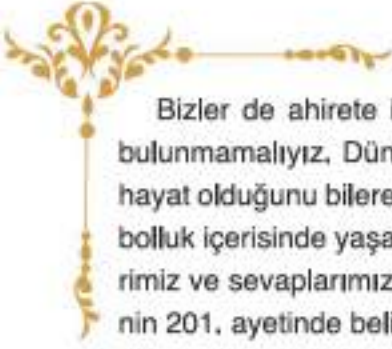 Bizler de ahirete
bulunmamalıyız. Dün
hayat olduğunu bilere
bolluk içerisinde yaşa
rimiz ve sevaplarımız
nin 201. ayetinde beli